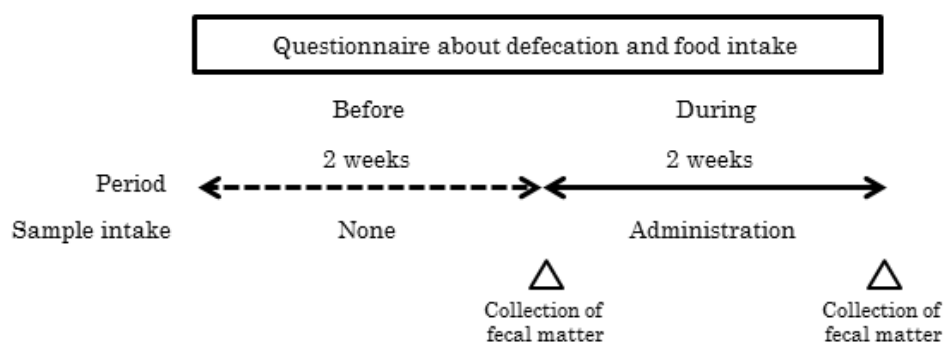 Questionnaire about defecation and food intake
Before
During
2 weeks
2 weeks
Period
Sample intake
None
Administration
Collection of
fecal matter
Collection of
fecal matter